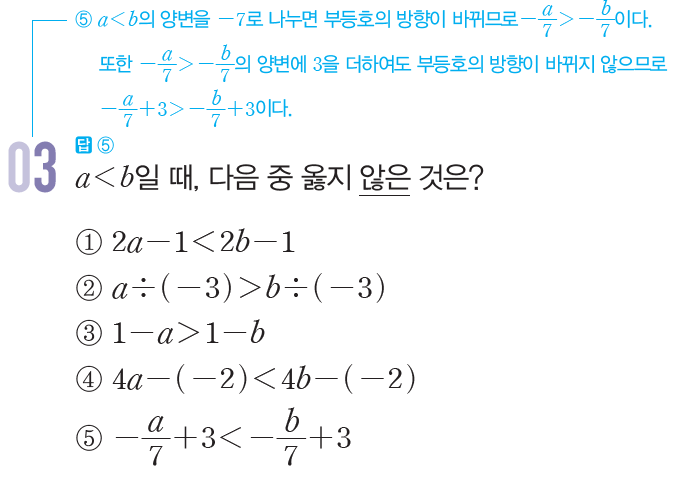 ⑤ a<b의 양변을 -7로 나누면 부등호의 방향이 바뀌므로 -a/7>-b/7이다.
또한 -a/7>-b/7의 양변에 3을 더하여도 부등호의 방향이 바뀌지 않으므로
-a/7+3>-b/7+3이다.
답 ⑤
03 a<b일 때, 다음 중 옳지 않은 것은?
① 2a-1<2b-1
② a÷(-3)>b÷(-3)
③ 1-a>1-b
④ 4a-(-2)<4b-(-2)
⑤ -a/7+3<-b/7+3